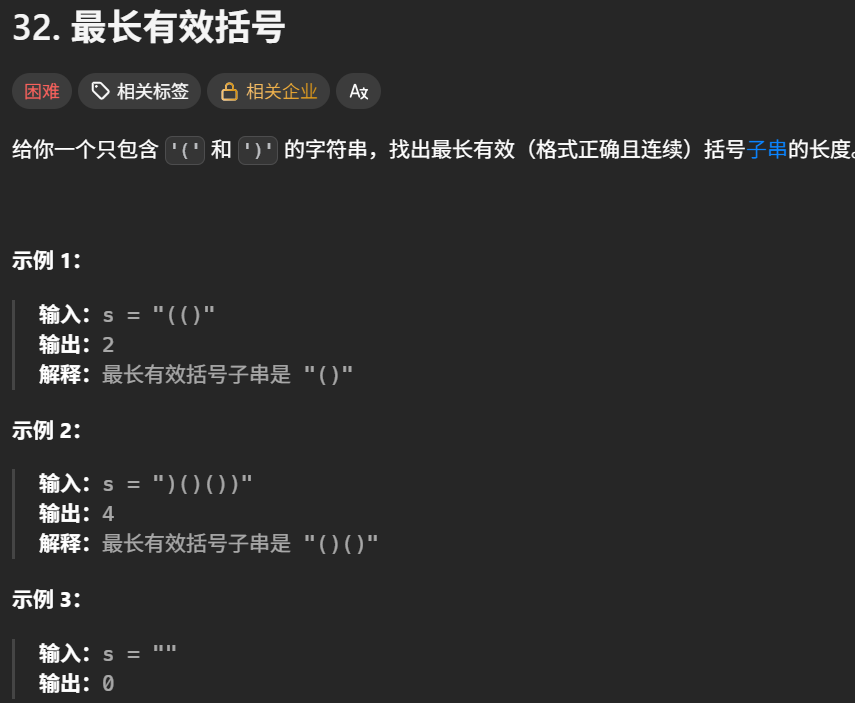 32. 最长有效括号
困难 相关标签 相关企业 A文
给你一个只包含 '(' 和 ')' 的字符串，找出最长有效（格式正确且连续）括号子串的长度。
示例 1：
输入：s = "(()"
输出：2
解释：最长有效括号子串是 "()"
示例 2：
输入：s = ")()())"
输出：4
解释：最长有效括号子串是 "()()"
示例 3：
输入：s = ""
输出：0